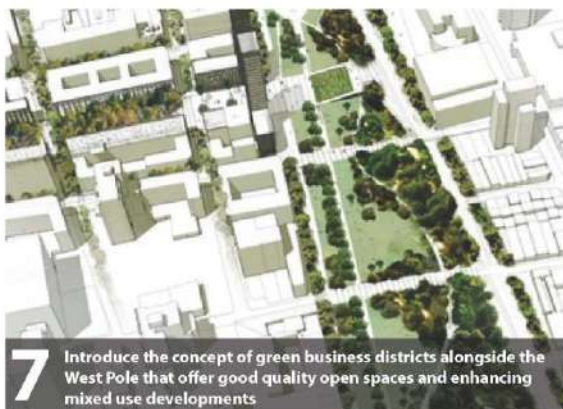 7
Introduce the concept of green business districts alongside the
West Pole that offer good quality open spaces and enhancing
mixed use developments